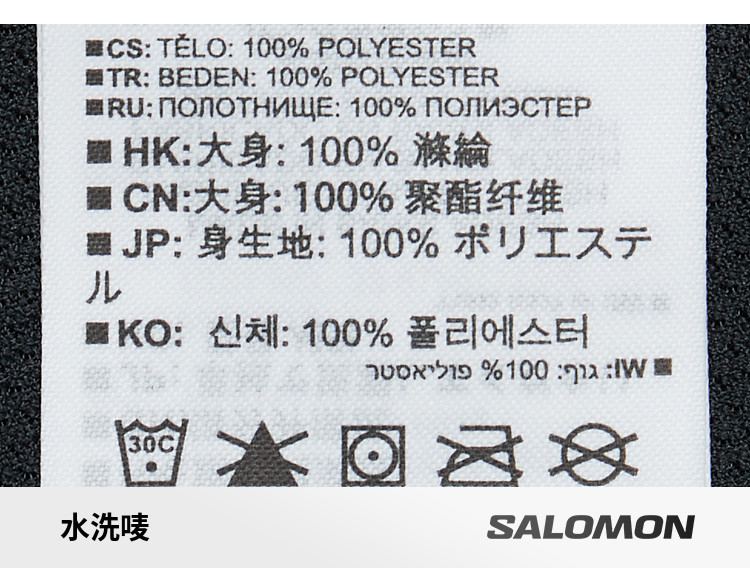 ■CS: TĚLO: 100% POLYESTER
■TR: BEDEN: 100% POLYESTER
■RU: ПОЛОТНИЩЕ: 100% ПОЛИЭСТЕР
■ HK:大身: 100% 滌綸
■ CN:大身: 100% 聚酯纤维
■ JP: 身生地: 100% ポリエステ
ル
■ KO: 신체: 100% 폴리에스터
■ IW: גוף: 100% פוליאסטר
30C
水洗唛
SALOMON